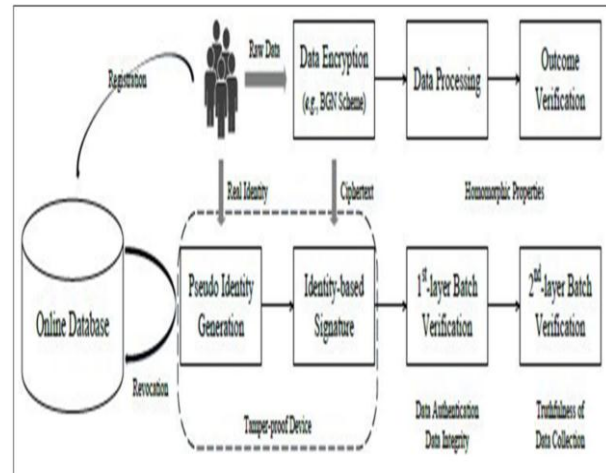 Registration
Raw Data
Data Encryption
(e.g., BGN Scheme)
Data Processing
Outcome
Verification
Real Identity
Ciphertext
Homomorphic Properties
Online Database
Pseudo Identity
Generation
Identity-based
Signature
1st-layer Batch
Verification
2nd-layer Batch
Verification
Revocation
Tamper-proof Device
Data Authentication
Data Integrity
Truthfulness of
Data Collection